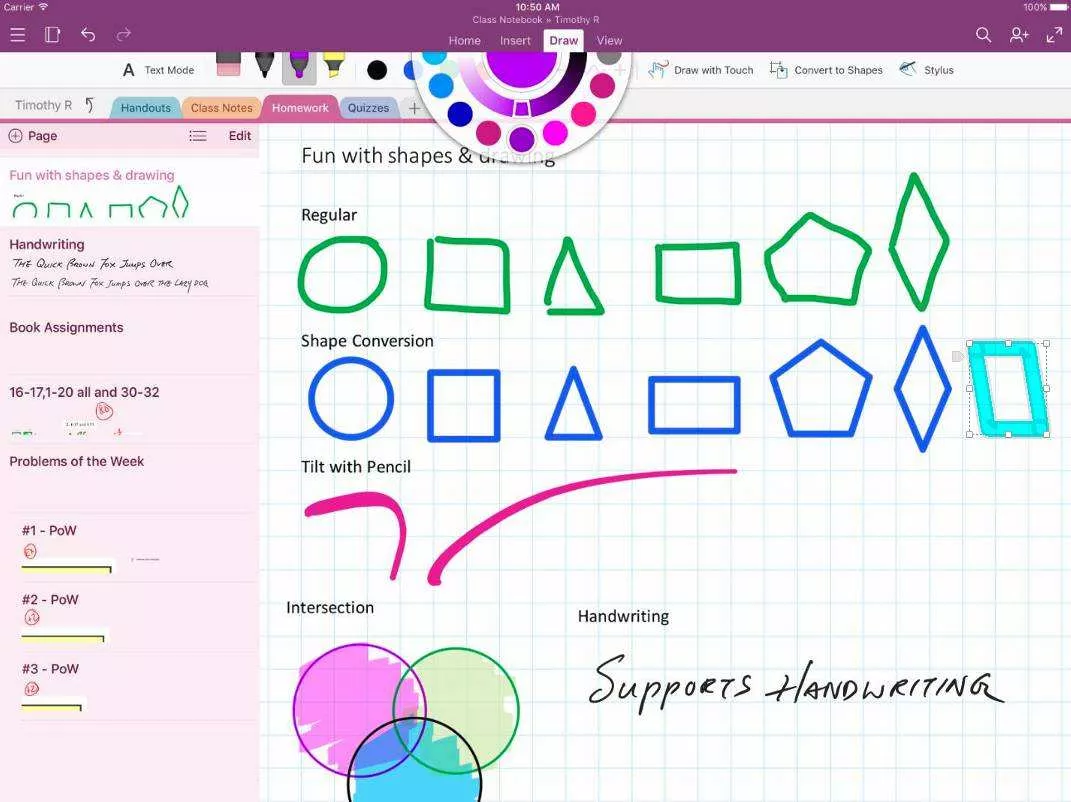 Carrier 10:50 AM 100%
Class Notebook » Timothy R
Home Insert Draw View
A Text Mode Draw with Touch Convert to Shapes Stylus
Timothy R Handouts Class Notes Homework Quizzes +
Page Edit
Fun with shapes & drawing
Handwriting
THE QUICK BROWN FOX JUMPS OVER
THE QUICK BROWN FOX JUMPS OVER THE LAZY DOG
Book Assignments
16-17,1-20 all and 30-32
Problems of the Week
#1 - PoW
#2 - PoW
#3 - PoW
Fun with shapes & drawing
Regular
Shape Conversion
Tilt with Pencil
Intersection
Handwriting
SUPPORTS HANDWRITING